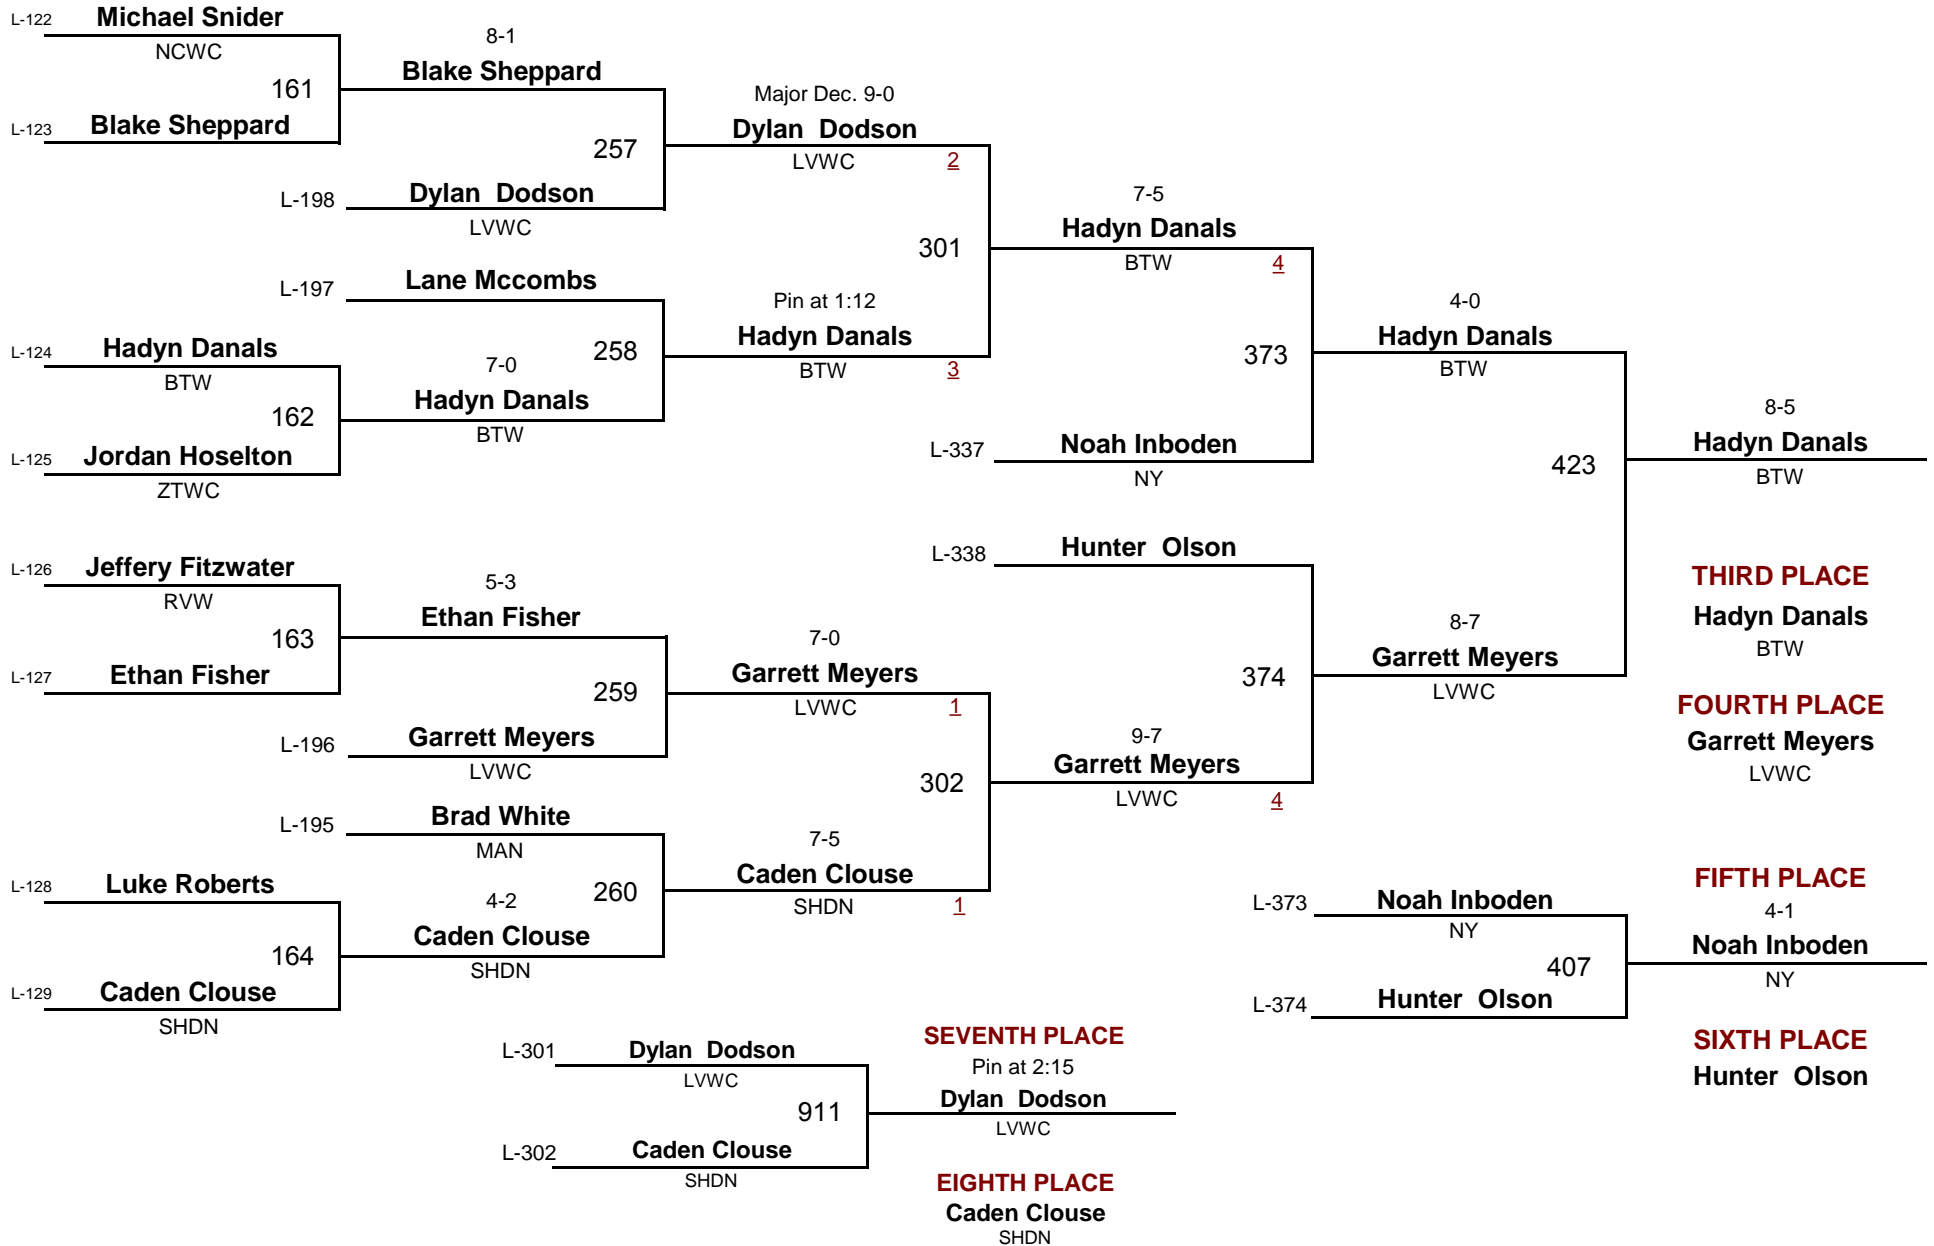 L-122 Michael Snider
NCWC
161
L-123 Blake Sheppard
8-1
Blake Sheppard
257
L-198 Dylan  Dodson
LVWC
Major Dec. 9-0
Dylan  Dodson
LVWC 2
L-197 Lane Mccombs
258
L-124 Hadyn Danals
BTW
162
L-125 Jordan Hoselton
ZTWC
7-0
Hadyn Danals
BTW
Pin at 1:12
Hadyn Danals
BTW 3
301
7-5
Hadyn Danals
BTW 4
373
L-337 Noah Inboden
NY
4-0
Hadyn Danals
BTW
423
8-5
Hadyn Danals
BTW
L-126 Jeffery Fitzwater
RVW
163
L-127 Ethan Fisher
5-3
Ethan Fisher
259
L-196 Garrett Meyers
LVWC
7-0
Garrett Meyers
LVWC 1
302
L-195 Brad White
MAN
260
L-128 Luke Roberts
164
L-129 Caden Clouse
SHDN
4-2
Caden Clouse
SHDN
7-5
Caden Clouse
SHDN 1
L-338 Hunter  Olson
374
9-7
Garrett Meyers
LVWC 4
8-7
Garrett Meyers
LVWC
THIRD PLACE
Hadyn Danals
BTW
FOURTH PLACE
Garrett Meyers
LVWC
L-373 Noah Inboden
NY
407
L-374 Hunter  Olson
FIFTH PLACE
4-1
Noah Inboden
NY
SIXTH PLACE
Hunter  Olson
L-301 Dylan  Dodson
LVWC
911
L-302 Caden Clouse
SHDN
SEVENTH PLACE
Pin at 2:15
Dylan  Dodson
LVWC
EIGHTH PLACE
Caden Clouse
SHDN